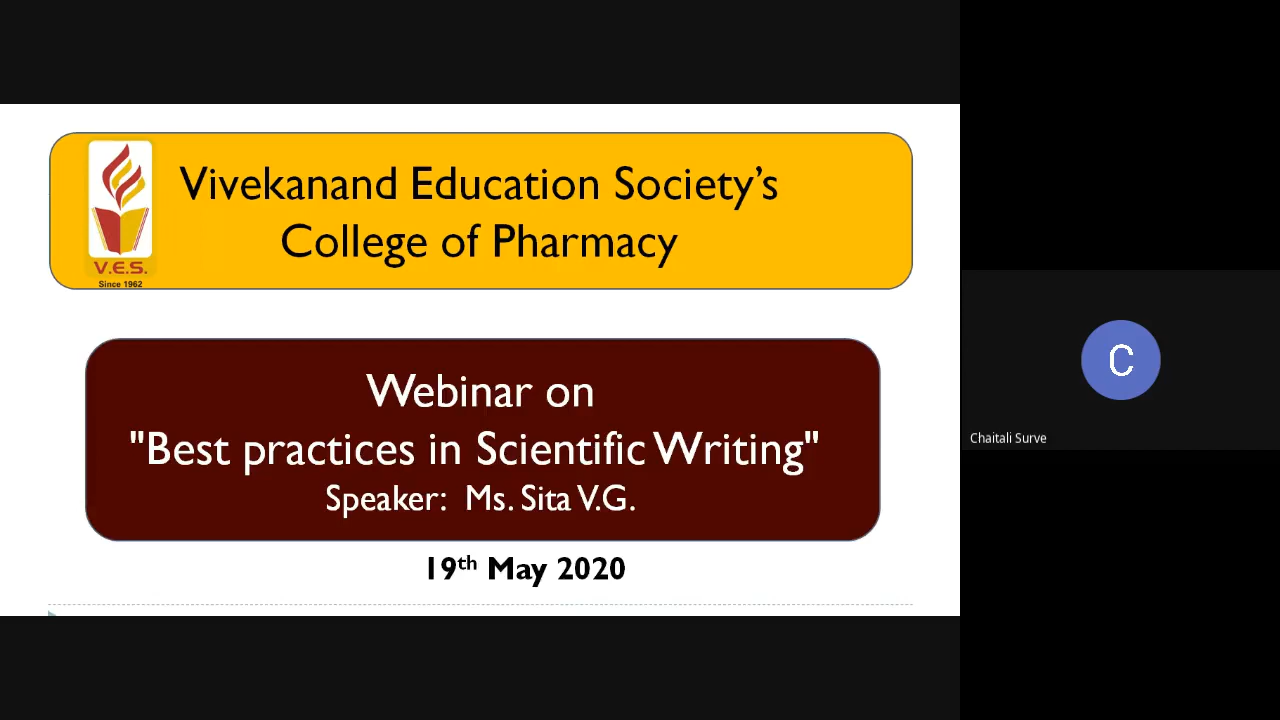 Vivekanand Education Society’s
College of Pharmacy
V.E.S.
Since 1962
Webinar on
"Best practices in Scientific Writing"
Speaker: Ms. Sita V.G.
19th May 2020
C
Chaitali Surve